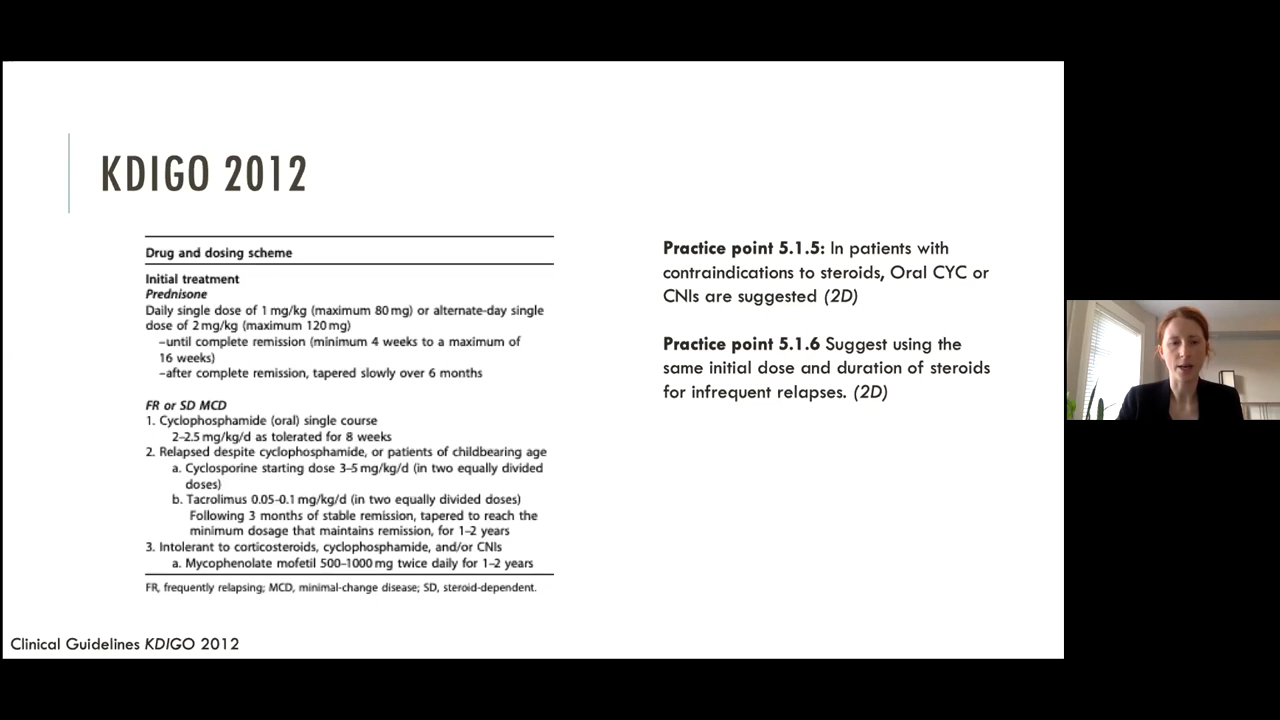 KDIGO 2012
Drug and dosing scheme
Initial treatment
Prednisone
Daily single dose of 1 mg/kg (maximum 80 mg) or alternate-day single
dose of 2 mg/kg (maximum 120 mg)
–until complete remission (minimum 4 weeks to a maximum of
16 weeks)
–after complete remission, tapered slowly over 6 months
FR or SD MCD
1. Cyclophosphamide (oral) single course
2–2.5 mg/kg/d as tolerated for 8 weeks
2. Relapsed despite cyclophosphamide, or patients of childbearing age
a. Cyclosporine starting dose 3–5 mg/kg/d (in two equally divided
doses)
b. Tacrolimus 0.05-0.1 mg/kg/d (in two equally divided doses)
Following 3 months of stable remission, tapered to reach the
minimum dosage that maintains remission, for 1–2 years
3. Intolerant to corticosteroids, cyclophosphamide, and/or CNIs
a. Mycophenolate mofetil 500–1000 mg twice daily for 1–2 years
FR, frequently relapsing; MCD, minimal-change disease; SD, steroid-dependent.
Practice point 5.1.5: In patients with
contraindications to steroids, Oral CYC or
CNIs are suggested (2D)
Practice point 5.1.6 Suggest using the
same initial dose and duration of steroids
for infrequent relapses. (2D)
Clinical Guidelines KDIGO 2012